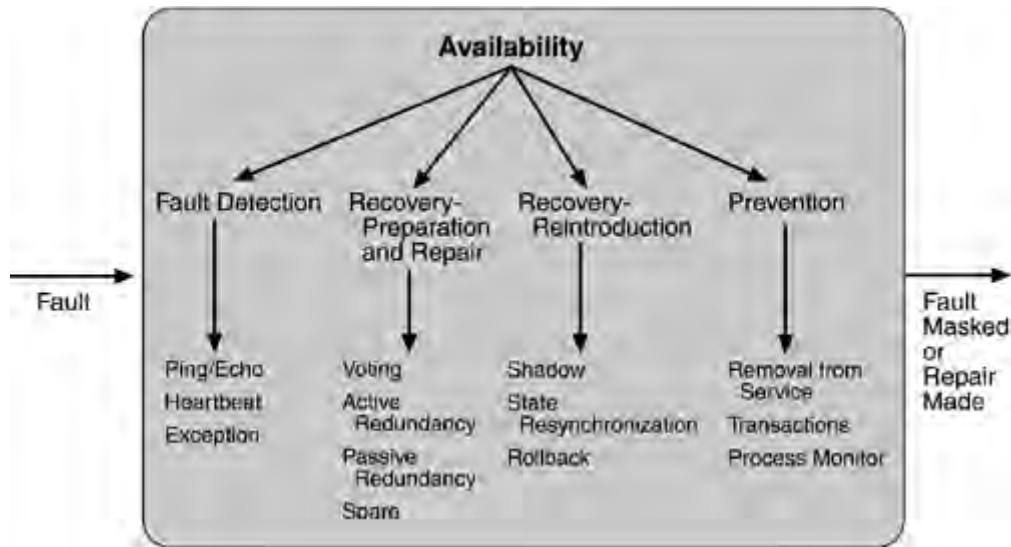 Availability
Fault Detection
Recovery-
Preparation
and Repair
Recovery-
Reintroduction
Prevention
Fault
Ping/Echo
Heartbeat
Exception
Voting
Active
Redundancy
Passive
Redundancy
Spare
Shadow
State
Resynchronization
Rollback
Removal from
Service
Transactions
Process Monitor
Fault
Masked
or
Repair
Made